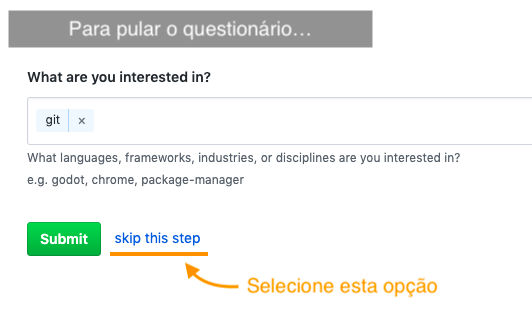 Para pular o questionário...
What are you interested in?
git ×
What languages, frameworks, industries, or disciplines are you interested in?
e.g. godot, chrome, package-manager
Submit skip this step
Selecione esta opção